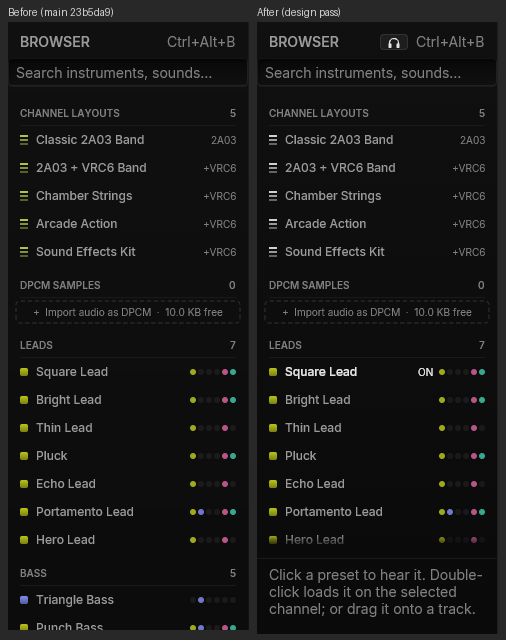 Before (main 23b5da9)
BROWSER Ctrl+Alt+B
Search instruments, sounds...
CHANNEL LAYOUTS 5
Classic 2A03 Band 2A03
2A03 + VRC6 Band +VRC6
Chamber Strings +VRC6
Arcade Action +VRC6
Sound Effects Kit +VRC6
DPCM SAMPLES 0
+ Import audio as DPCM · 10.0 KB free
LEADS 7
Square Lead
Bright Lead
Thin Lead
Pluck
Echo Lead
Portamento Lead
Hero Lead
BASS 5
Triangle Bass
Punch Bass
After (design pass)
BROWSER Ctrl+Alt+B
Search instruments, sounds...
CHANNEL LAYOUTS 5
Classic 2A03 Band 2A03
2A03 + VRC6 Band +VRC6
Chamber Strings +VRC6
Arcade Action +VRC6
Sound Effects Kit +VRC6
DPCM SAMPLES 0
+ Import audio as DPCM · 10.0 KB free
LEADS 7
Square Lead ON
Bright Lead
Thin Lead
Pluck
Echo Lead
Portamento Lead
Hero Lead
Click a preset to hear it. Double-
click loads it on the selected
channel; or drag it onto a track.